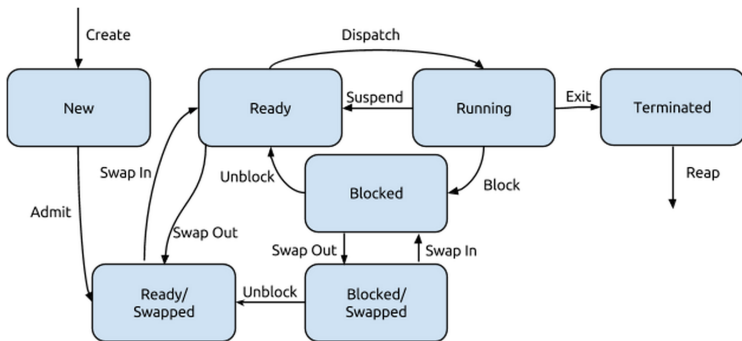 Create
Dispatch
New
Ready
Suspend
Running
Exit
Terminated
Swap In
Unblock
Blocked
Block
Reap
Admit
Swap Out
Swap Out
Swap In
Ready/
Swapped
Unblock
Blocked/
Swapped